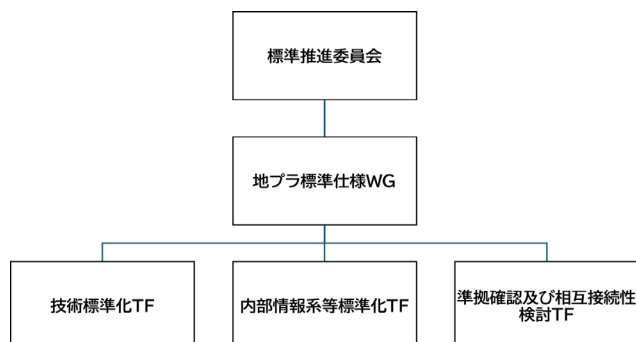 標準推進委員会
地プラ標準仕様WG
技術標準化TF
内部情報系等標準化TF
準拠確認及び相互接続性
検討TF